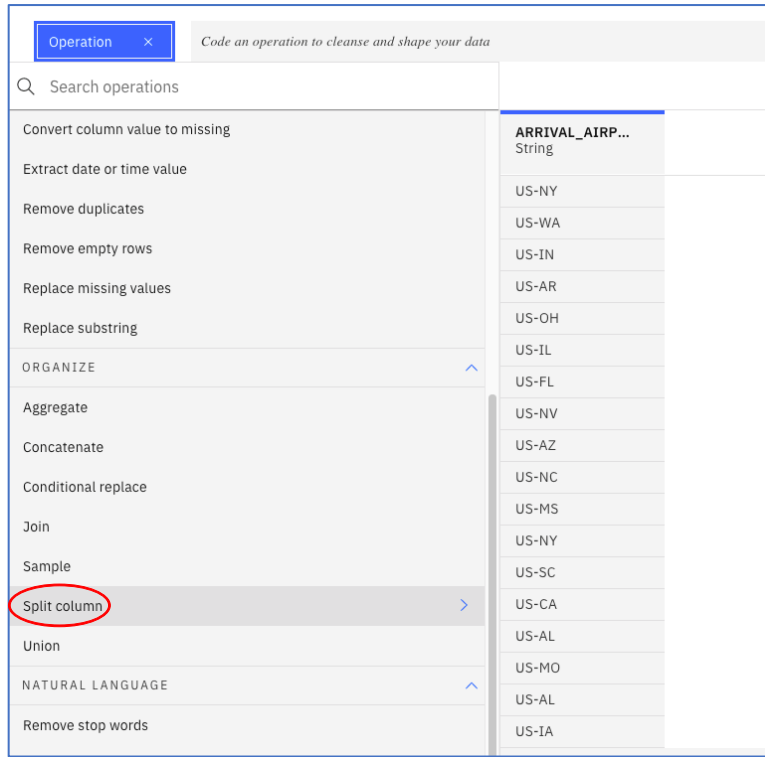 Operation ×
Code an operation to cleanse and shape your data
Search operations
Convert column value to missing
Extract date or time value
Remove duplicates
Remove empty rows
Replace missing values
Replace substring
ORGANIZE
Aggregate
Concatenate
Conditional replace
Join
Sample
Split column
Union
NATURAL LANGUAGE
Remove stop words
ARRIVAL_AIRP...
String
US-NY
US-WA
US-IN
US-AR
US-OH
US-IL
US-FL
US-NV
US-AZ
US-NC
US-MS
US-NY
US-SC
US-CA
US-AL
US-MO
US-AL
US-IA